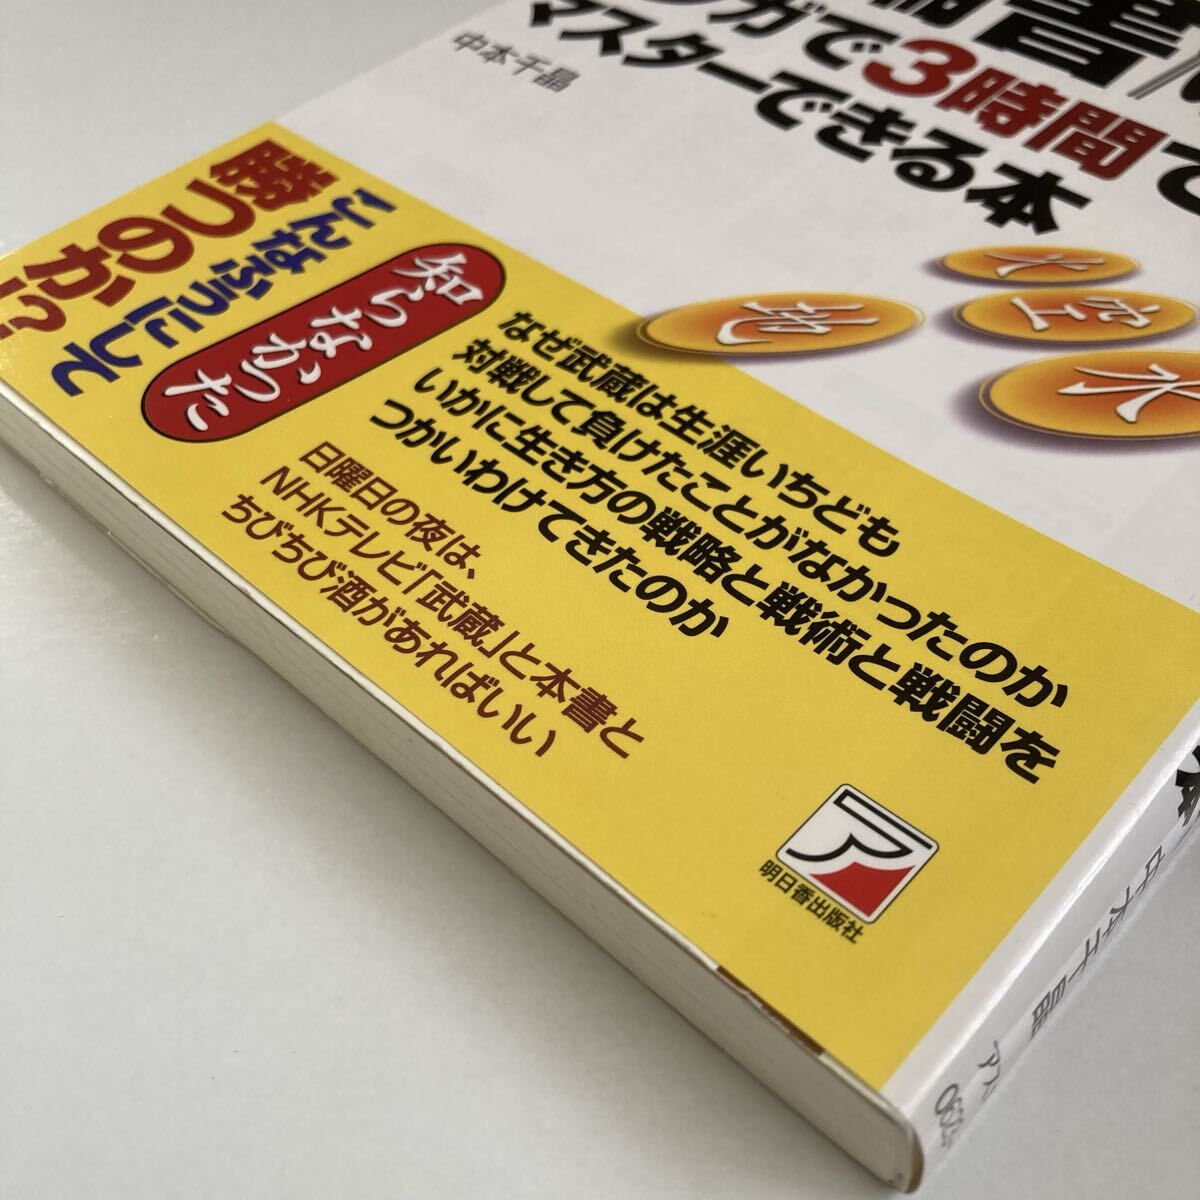 書
ガで3時間で
マスターできる本
中本千晶
火
空
地
水
知らなかった
こんなふうにして
勝つのか?
なぜ武蔵は生涯いちども
対戦して負けたことがなかったのか
いかに生き方の戦略と戦術と戦闘を
つかいわけてきたのか
日曜日の夜は、
NHKテレビ「武蔵」と本書と
ちびちび酒があればいい
明日香出版社
中本千晶